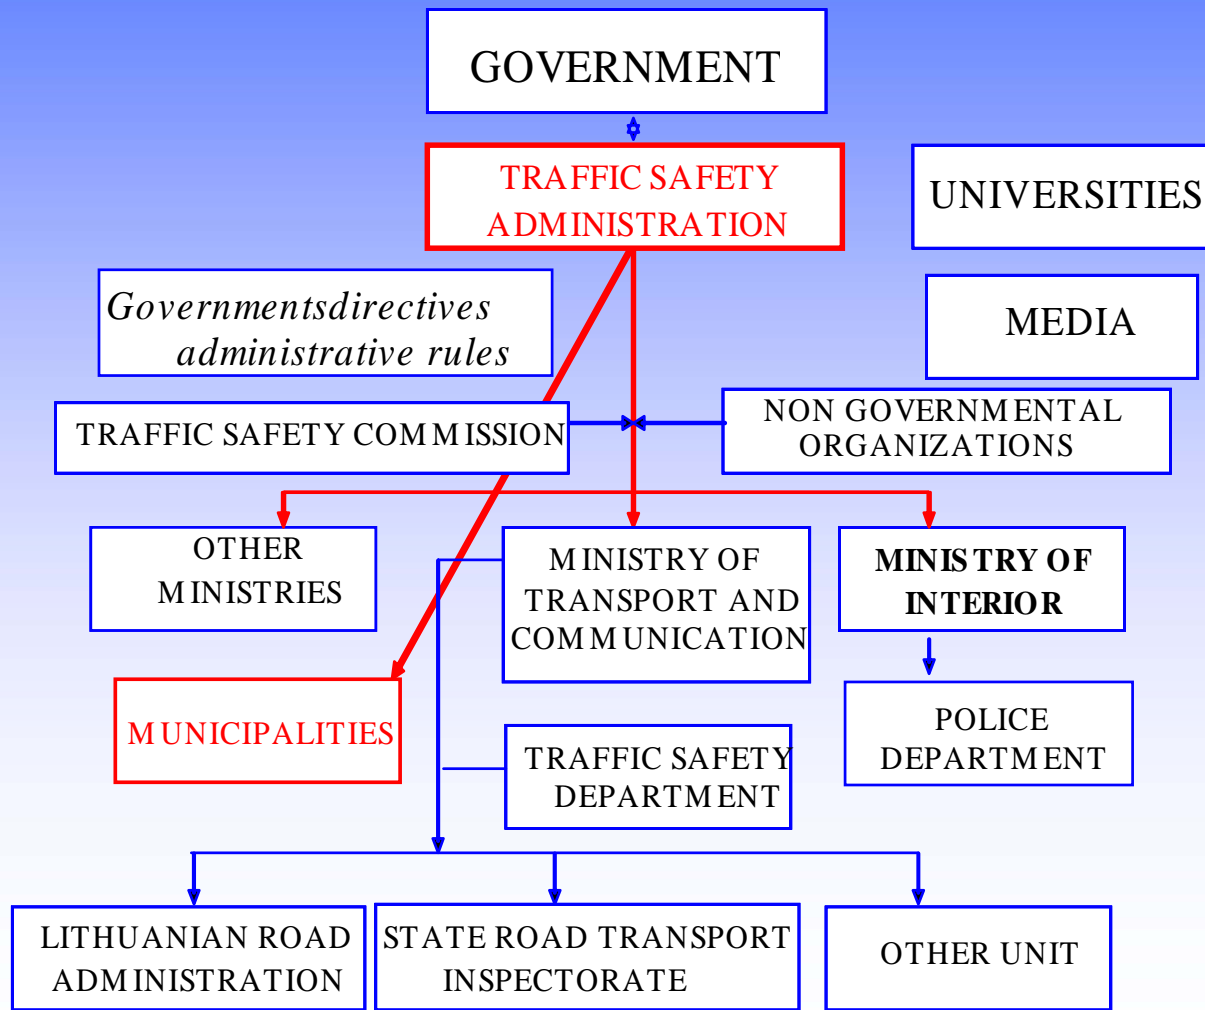 GOVERNMENT
TRAFFIC SAFETY
ADMINISTRATION
UNIVERSITIES
Governmentsdirectives
administrative rules
MEDIA
TRAFFIC SAFETY COMMISSION
NON GOVERNMENTAL
ORGANIZATIONS
OTHER
MINISTRIES
MINISTRY OF
TRANSPORT AND
COMMUNICATION
MINISTRY OF
INTERIOR
MUNICIPALITIES
TRAFFIC SAFETY
DEPARTMENT
POLICE
DEPARTMENT
LITHUANIAN ROAD
ADMINISTRATION
STATE ROAD TRANSPORT
INSPECTORATE
OTHER UNIT